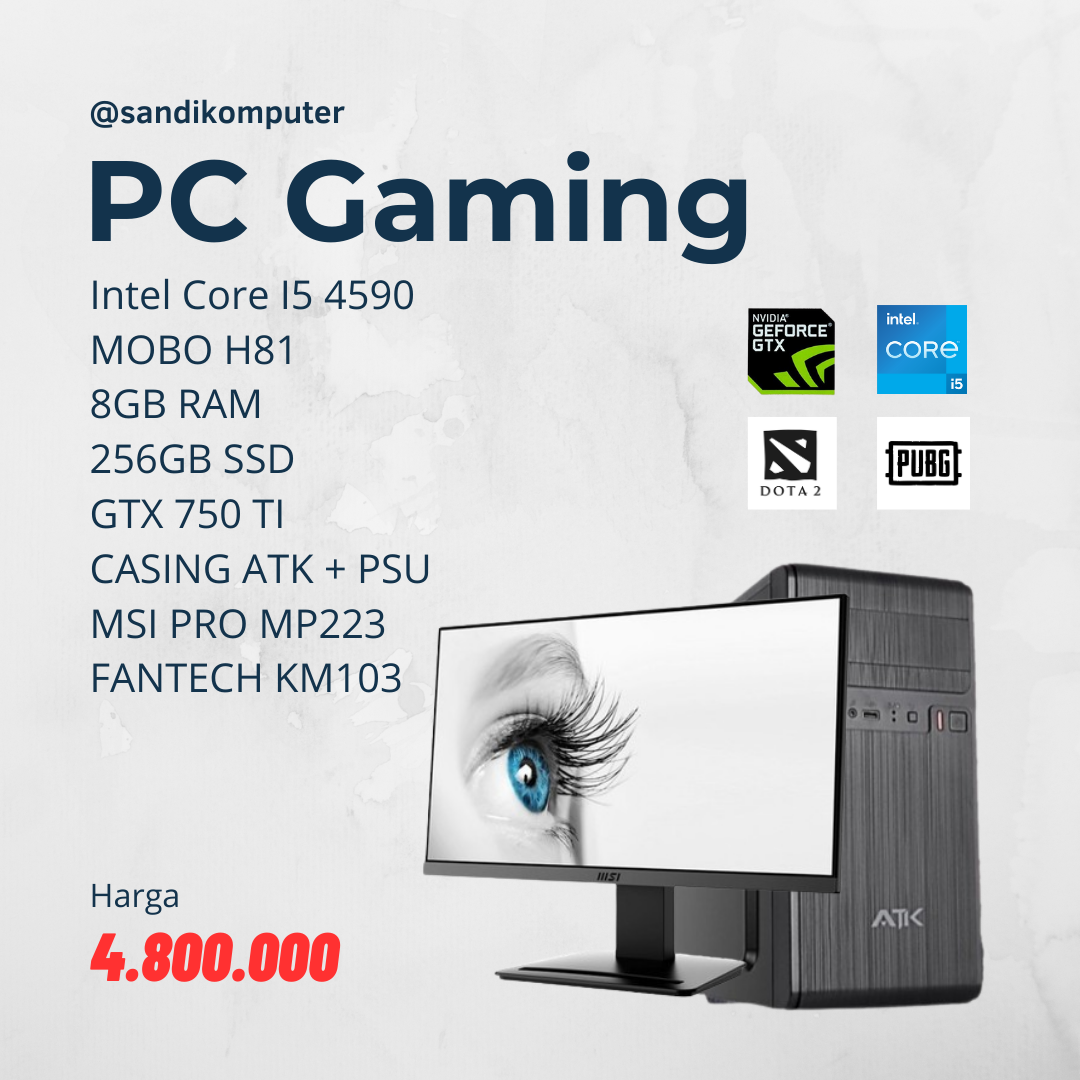 @sandikomputer
PC Gaming
Intel Core I5 4590
MOBO H81
8GB RAM
256GB SSD
GTX 750 TI
CASING ATK + PSU
MSI PRO MP223
FANTECH KM103
NVIDIA®
GEFORCE®
GTX
intel.
CORE
i5
DOTA 2
PUBG
msi
ATK
Harga
4.800.000